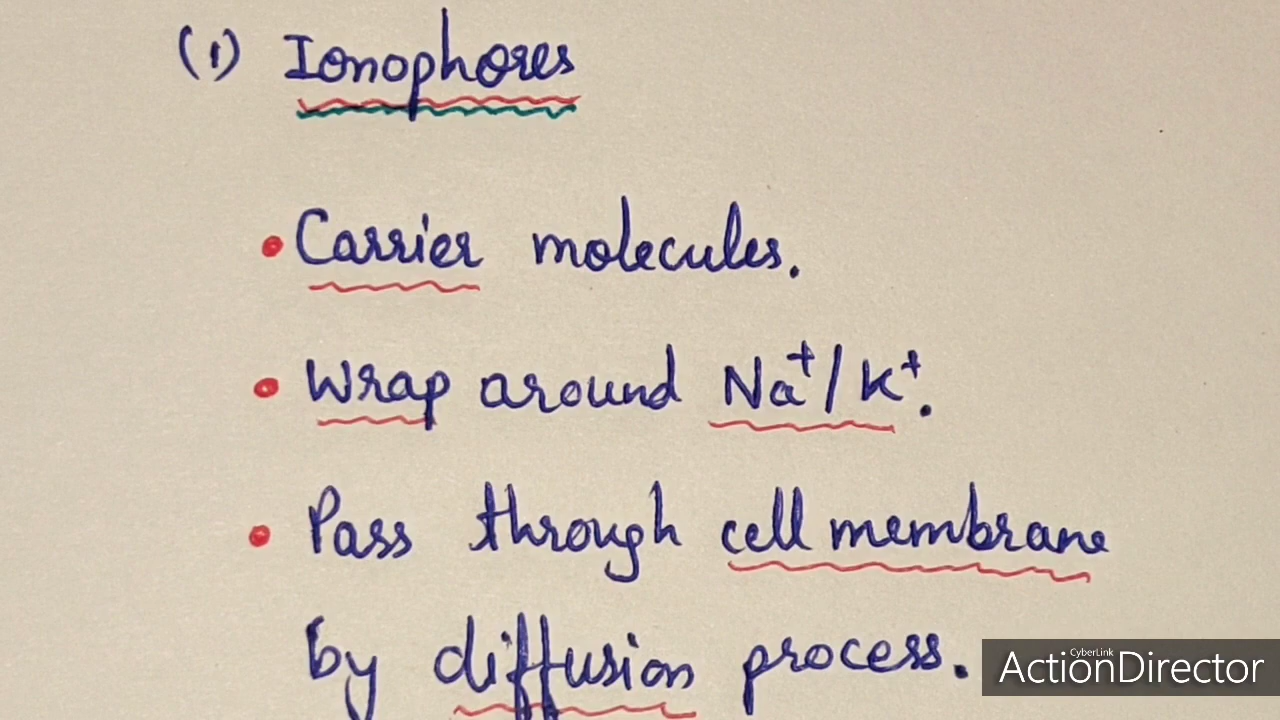 (1) Ionophores
• Carrier molecules.
• Wrap around Na⁺/K⁺.
• Pass through cell membrane
by diffusion process.
CyberLink
ActionDirector